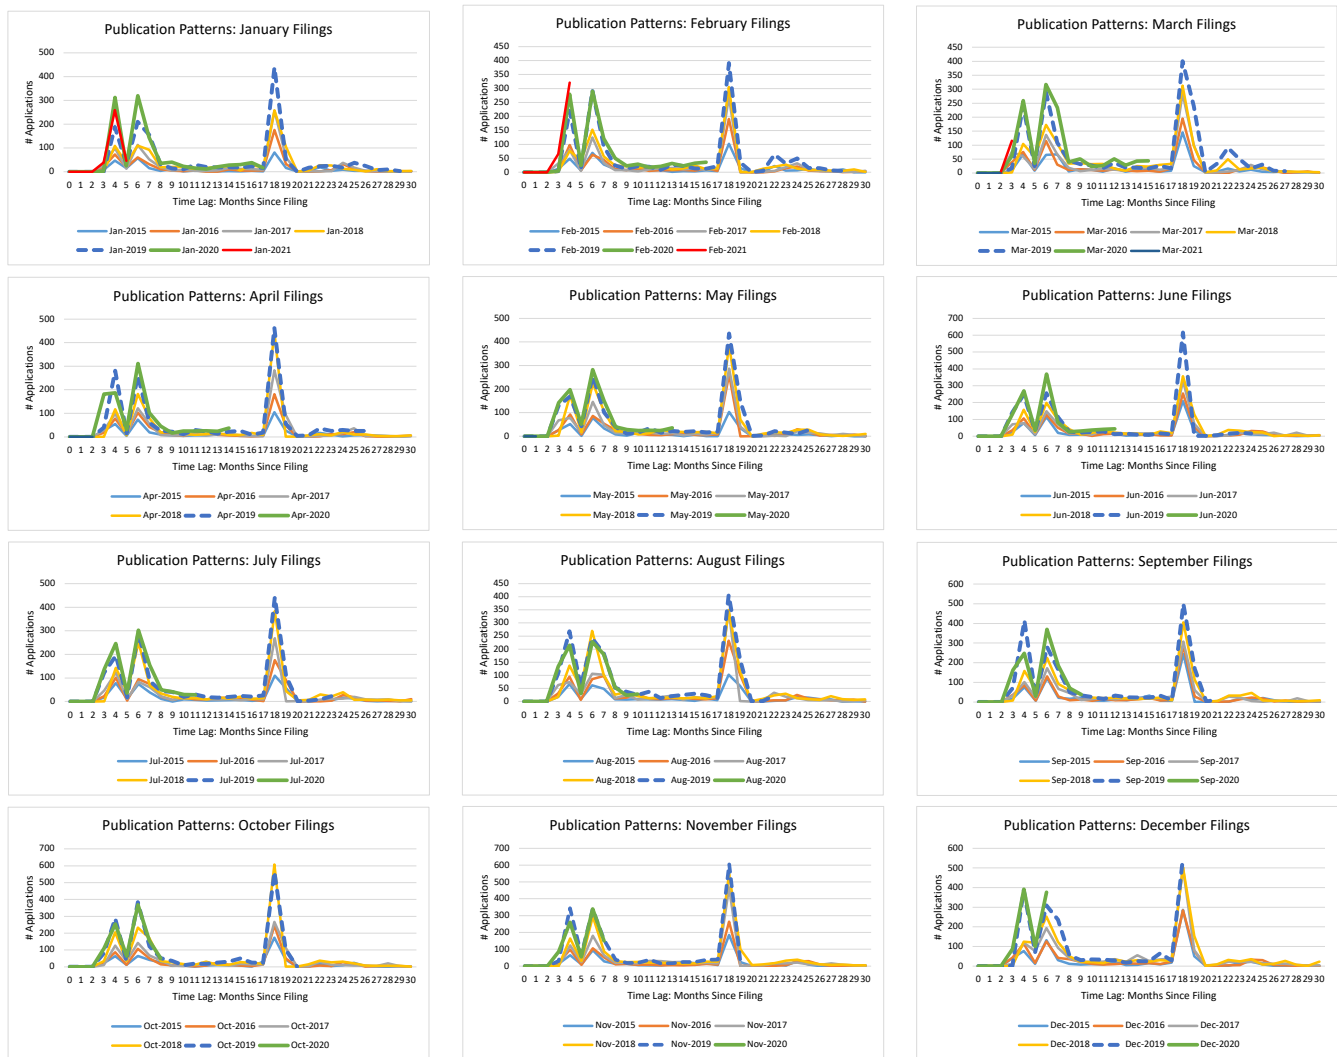 Publication Patterns: January Filings
# Applications
500
400
300
200
100
0
0 1 2 3 4 5 6 7 8 9 10 11 12 13 14 15 16 17 18 19 20 21 22 23 24 25 26 27 28 29 30
Time Lag: Months Since Filing
Jan-2015 Jan-2016 Jan-2017 Jan-2018
Jan-2019 Jan-2020 Jan-2021
Publication Patterns: February Filings
# Applications
450
400
350
300
250
200
150
100
50
0
0 1 2 3 4 5 6 7 8 9 10 11 12 13 14 15 16 17 18 19 20 21 22 23 24 25 26 27 28 29 30
Time Lag: Months Since Filing
Feb-2015 Feb-2016 Feb-2017 Feb-2018
Feb-2019 Feb-2020 Feb-2021
Publication Patterns: March Filings
# Applications
450
400
350
300
250
200
150
100
50
0
0 1 2 3 4 5 6 7 8 9 10 11 12 13 14 15 16 17 18 19 20 21 22 23 24 25 26 27 28 29 30
Time Lag: Months Since Filing
Mar-2015 Mar-2016 Mar-2017 Mar-2018
Mar-2019 Mar-2020 Mar-2021
Publication Patterns: April Filings
# Applications
500
400
300
200
100
0
0 1 2 3 4 5 6 7 8 9 10 11 12 13 14 15 16 17 18 19 20 21 22 23 24 25 26 27 28 29 30
Time Lag: Months Since Filing
Apr-2015 Apr-2016 Apr-2017
Apr-2018 Apr-2019 Apr-2020
Publication Patterns: May Filings
# Applications
500
400
300
200
100
0
0 1 2 3 4 5 6 7 8 9 10 11 12 13 14 15 16 17 18 19 20 21 22 23 24 25 26 27 28 29 30
Time Lag: Months Since Filing
May-2015 May-2016 May-2017
May-2018 May-2019 May-2020
Publication Patterns: June Filings
# Applications
700
600
500
400
300
200
100
0
0 1 2 3 4 5 6 7 8 9 10 11 12 13 14 15 16 17 18 19 20 21 22 23 24 25 26 27 28 29 30
Time Lag: Months Since Filing
Jun-2015 Jun-2016 Jun-2017
Jun-2018 Jun-2019 Jun-2020
Publication Patterns: July Filings
# Applications
500
400
300
200
100
0
0 1 2 3 4 5 6 7 8 9 10 11 12 13 14 15 16 17 18 19 20 21 22 23 24 25 26 27 28 29 30
Time Lag: Months Since Filing
Jul-2015 Jul-2016 Jul-2017
Jul-2018 Jul-2019 Jul-2020
Publication Patterns: August Filings
# Applications
450
400
350
300
250
200
150
100
50
0
0 1 2 3 4 5 6 7 8 9 10 11 12 13 14 15 16 17 18 19 20 21 22 23 24 25 26 27 28 29 30
Time Lag: Months Since Filing
Aug-2015 Aug-2016 Aug-2017
Aug-2018 Aug-2019 Aug-2020
Publication Patterns: September Filings
# Applications
600
500
400
300
200
100
0
0 1 2 3 4 5 6 7 8 9 10 11 12 13 14 15 16 17 18 19 20 21 22 23 24 25 26 27 28 29 30
Time Lag: Months Since Filing
Sep-2015 Sep-2016 Sep-2017
Sep-2018 Sep-2019 Sep-2020
Publication Patterns: October Filings
# Applications
700
600
500
400
300
200
100
0
0 1 2 3 4 5 6 7 8 9 10 11 12 13 14 15 16 17 18 19 20 21 22 23 24 25 26 27 28 29 30
Time Lag: Months Since Filing
Oct-2015 Oct-2016 Oct-2017
Oct-2018 Oct-2019 Oct-2020
Publication Patterns: November Filings
# Applications
700
600
500
400
300
200
100
0
0 1 2 3 4 5 6 7 8 9 10 11 12 13 14 15 16 17 18 19 20 21 22 23 24 25 26 27 28 29 30
Time Lag: Months Since Filing
Nov-2015 Nov-2016 Nov-2017
Nov-2018 Nov-2019 Nov-2020
Publication Patterns: December Filings
# Applications
600
500
400
300
200
100
0
0 1 2 3 4 5 6 7 8 9 10 11 12 13 14 15 16 17 18 19 20 21 22 23 24 25 26 27 28 29 30
Time Lag: Months Since Filing
Dec-2015 Dec-2016 Dec-2017
Dec-2018 Dec-2019 Dec-2020